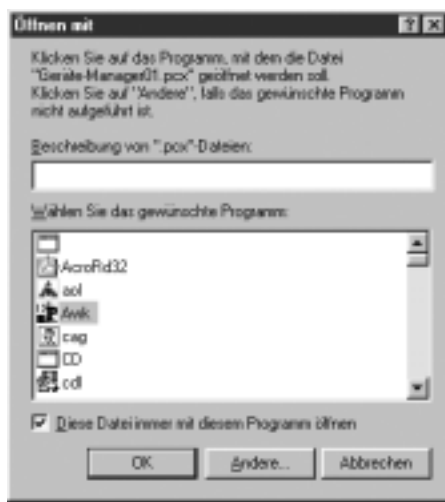 Öffnen mit
Klicken Sie auf das Programm, mit dem die Datei
"Geräte-Manager01.pcx" geöffnet werden soll.
Klicken Sie auf "Andere", falls das gewünschte Programm
nicht aufgeführt ist.
Beschreibung von ".pcx"-Dateien:
Wählen Sie das gewünschte Programm:
AcroRd32
aol
Awk
cag
CD
cdl
Diese Datei immer mit diesem Programm öffnen
OK Andere... Abbrechen